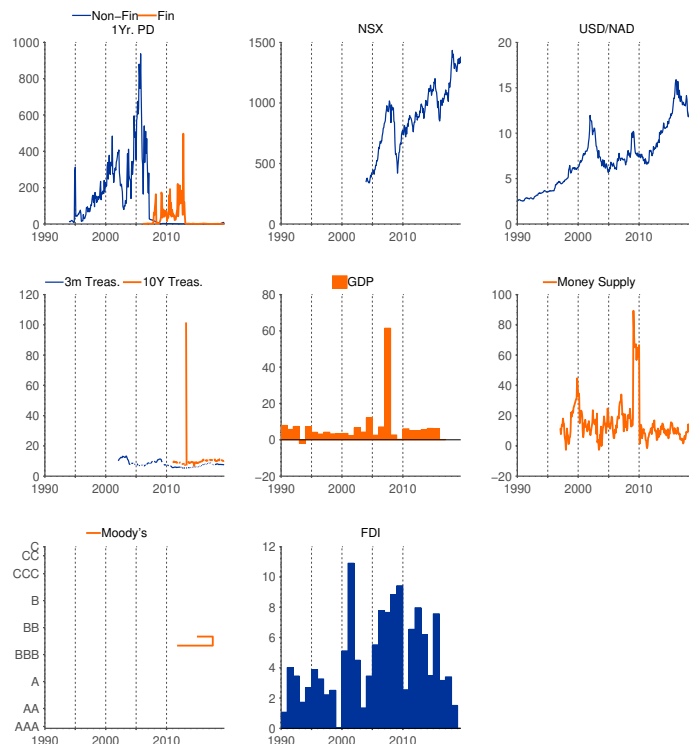 Non-Fin Fin
1Yr. PD
NSX
USD/NAD
1000
800
600
400
200
0
1990 2000 2010
1500
1000
500
0
1990 2000 2010
20
15
10
5
0
1990 2000 2010
3m Treas. 10Y Treas.
GDP
Money Supply
120
100
80
60
40
20
0
1990 2000 2010
80
60
40
20
0
−20
1990 2000 2010
100
80
60
40
20
0
−20
1990 2000 2010
Moody's
FDI
C
CC
CCC
B
BB
BBB
A
AA
AAA
1990 2000 2010
12
10
8
6
4
2
0
1990 2000 2010